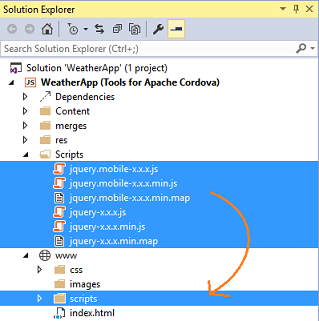 Solution Explorer
Search Solution Explorer (Ctrl+;)
Solution 'WeatherApp' (1 project)
WeatherApp (Tools for Apache Cordova)
Dependencies
Content
merges
res
Scripts
jquery.mobile-x.x.x.js
jquery.mobile-x.x.x.min.js
jquery.mobile-x.x.x.min.map
jquery-x.x.x.js
jquery-x.x.x.min.js
jquery-x.x.x.min.map
www
css
images
scripts
index.html